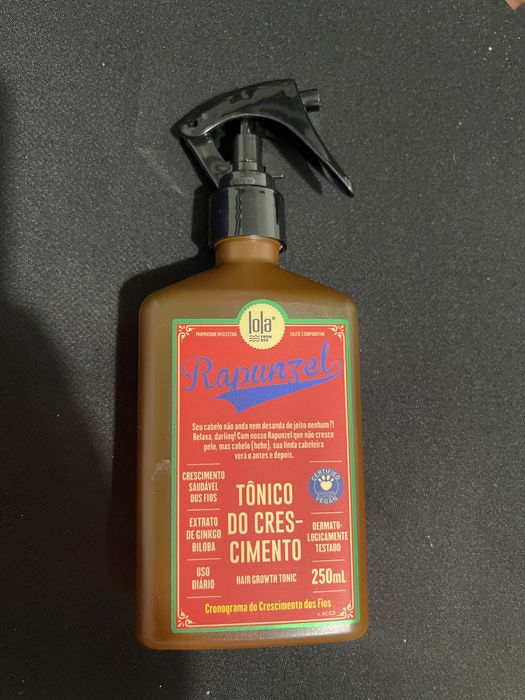 lola
FROM
RIO
PROPRIEDADE INTELECTUAL
LOLITA'S CORPORATION
Rapunzel
Seu cabelo não anda nem desanda de jeito nenhum?!
Relaxa, darling! Com nosso Rapunzel que não cresce
pelo, mas cabelo (hehe), sua linda cabeleira
verá o antes e depois.
CRESCIMENTO
SAUDÁVEL
DOS FIOS
EXTRATO
DE GINKGO
BILOBA
USO
DIÁRIO
TÔNICO
DO CRES-
CIMENTO
HAIR GROWTH TONIC
CERTIFIED
VEGAN
DERMATO-
LOGICAMENTE
TESTADO
250mL
Cronograma do Crescimento dos Fios